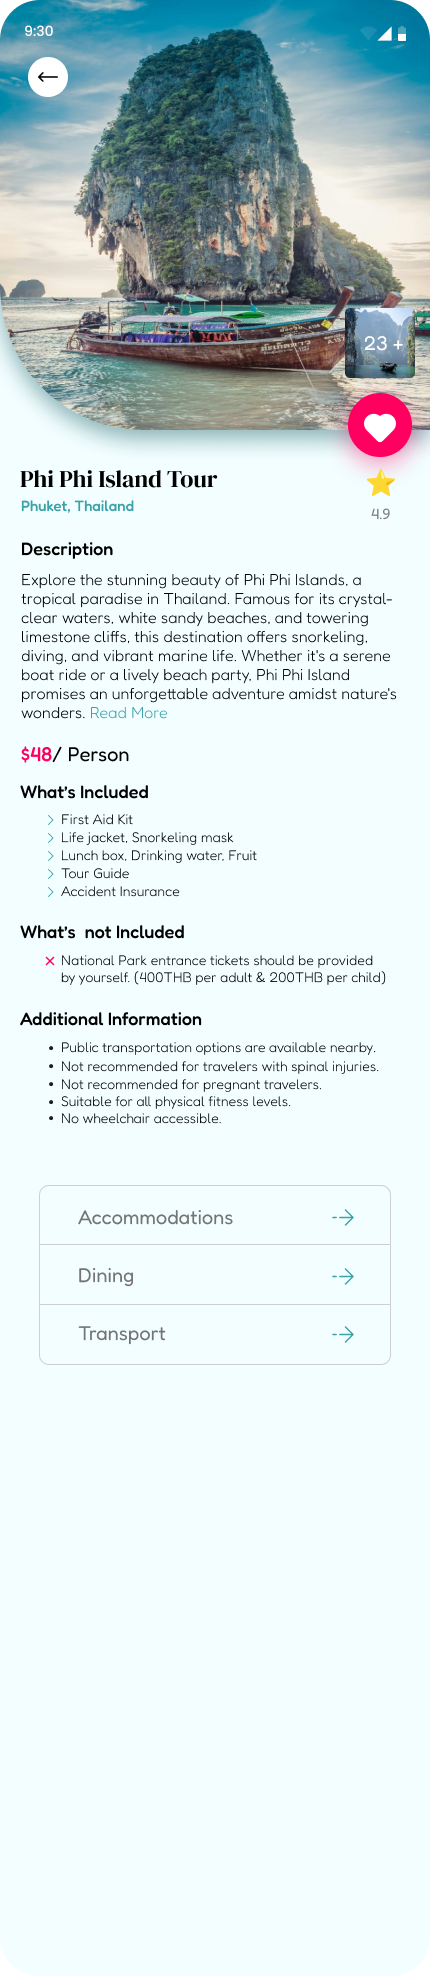 9:30
23 +
Phi Phi Island Tour
Phuket, Thailand
4.9
Description
Explore the stunning beauty of Phi Phi Islands, a
tropical paradise in Thailand. Famous for its crystal-
clear waters, white sandy beaches, and towering
limestone cliffs, this destination offers snorkeling,
diving, and vibrant marine life. Whether it's a serene
boat ride or a lively beach party, Phi Phi Island
promises an unforgettable adventure amidst nature's
wonders. Read More
$48/ Person
What's Included
First Aid Kit
Life jacket, Snorkeling mask
Lunch box, Drinking water, Fruit
Tour Guide
Accident Insurance
What's  not Included
National Park entrance tickets should be provided
by yourself. (400THB per adult & 200THB per child)
Additional Information
• Public transportation options are available nearby.
• Not recommended for travelers with spinal injuries.
• Not recommended for pregnant travelers.
• Suitable for all physical fitness levels.
• No wheelchair accessible.
Accommodations
Dining
Transport